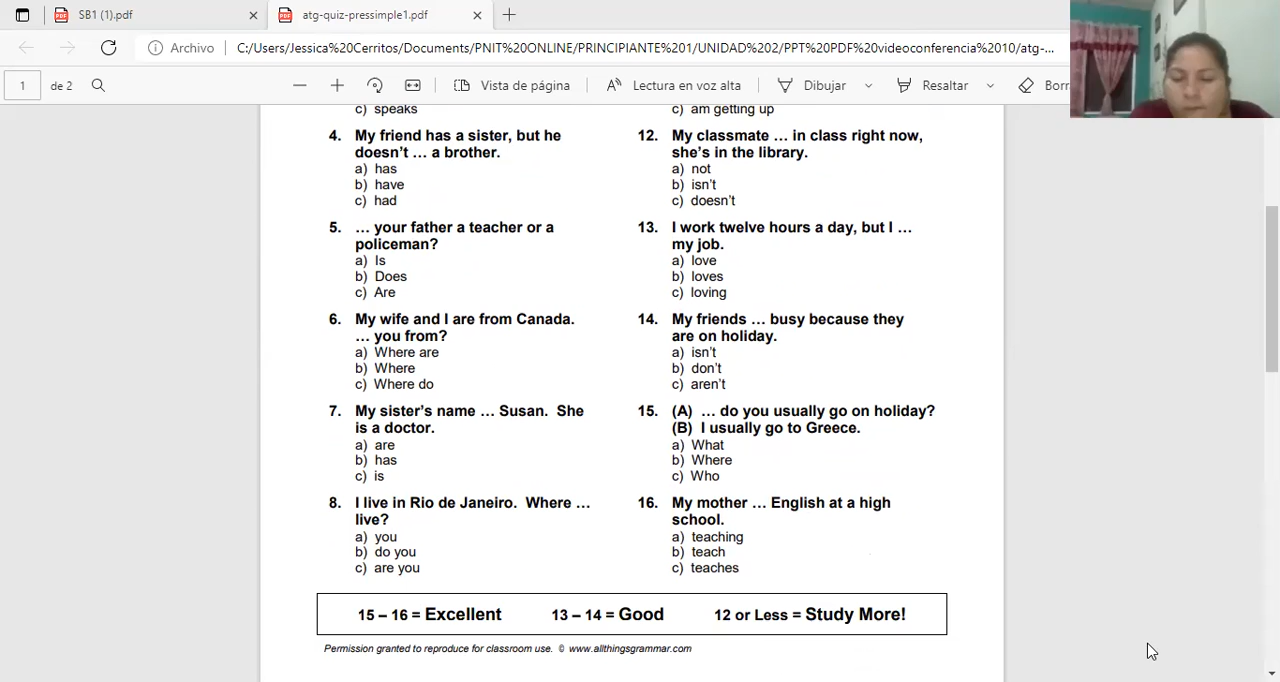 SB1 (1).pdf
atg-quiz-pressimple1.pdf
Archivo
C:/Users/Jessica%20Cerritos/Documents/PNIT%20ONLINE/PRINCIPIANTE%201/UNIDAD%202/PPT%20PDF%20videoconferencia%2010/atg-...
1 de 2
Vista de página
Lectura en voz alta
Dibujar
Resaltar
Borr
c) speaks
4. My friend has a sister, but he
doesn't … a brother.
a) has
b) have
c) had
5. … your father a teacher or a
policeman?
a) Is
b) Does
c) Are
6. My wife and I are from Canada.
… you from?
a) Where are
b) Where
c) Where do
7. My sister's name … Susan. She
is a doctor.
a) are
b) has
c) is
8. I live in Rio de Janeiro. Where …
live?
a) you
b) do you
c) are you
c) am getting up
12. My classmate … in class right now,
she's in the library.
a) not
b) isn't
c) doesn't
13. I work twelve hours a day, but I …
my job.
a) love
b) loves
c) loving
14. My friends … busy because they
are on holiday.
a) isn't
b) don't
c) aren't
15. (A) … do you usually go on holiday?
(B) I usually go to Greece.
a) What
b) Where
c) Who
16. My mother … English at a high
school.
a) teaching
b) teach
c) teaches
15 – 16 = Excellent 13 – 14 = Good 12 or Less = Study More!
Permission granted to reproduce for classroom use. © www.allthingsgrammar.com